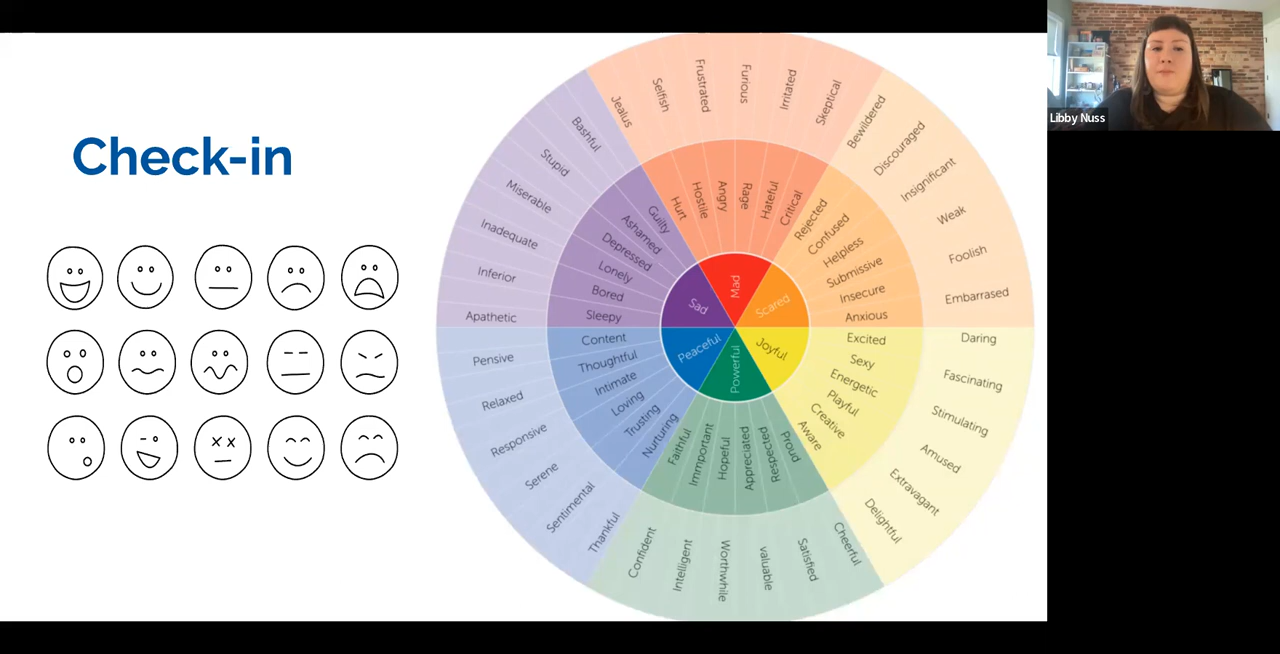 Check-in
Libby Nuss
Mad
Scared
Joyful
Powerful
Peaceful
Sad
Hurt
Hostile
Angry
Rage
Hateful
Critical
Rejected
Confused
Helpless
Submissive
Insecure
Anxious
Excited
Sexy
Energetic
Playful
Creative
Aware
Proud
Respected
Appreciated
Hopeful
Immportant
Faithful
Nurturing
Trusting
Loving
Intimate
Thoughtful
Content
Sleepy
Bored
Lonely
Depressed
Ashamed
Guilty
Jealus
Selfish
Frustrated
Furious
Irritated
Skeptical
Bewildered
Discouraged
Insignificant
Weak
Foolish
Embarrased
Daring
Fascinating
Stimulating
Amused
Extravagant
Delightful
Cheerful
Satisfied
valuable
Worthwhile
Intelligent
Confident
Thankful
Sentimental
Serene
Responsive
Relaxed
Pensive
Apathetic
Inferior
Inadequate
Miserable
Stupid
Bashful